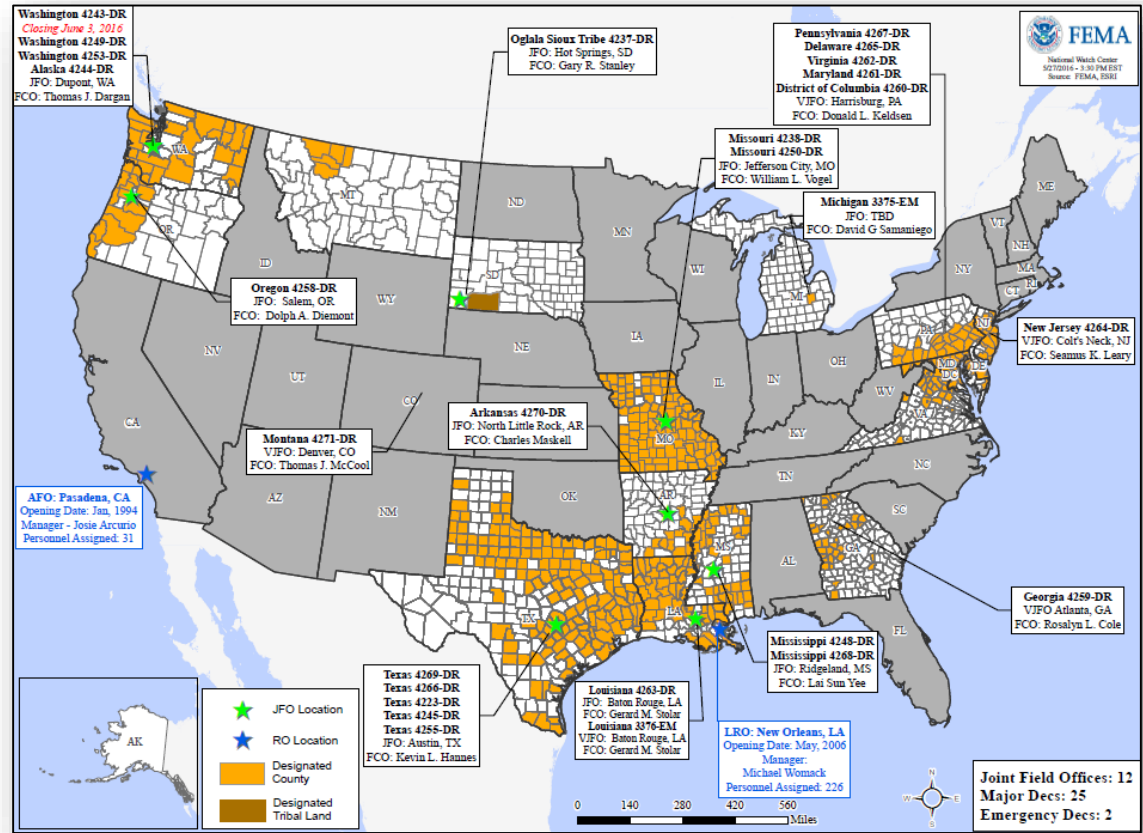 Washington 4243-DR
Closing June 3, 2016
Washington 4249-DR
Washington 4253-DR
Alaska 4244-DR
JFO: Dupont, WA
FCO: Thomas J. Dargan
Oglala Sioux Tribe 4237-DR
JFO: Hot Springs, SD
FCO: Gary R. Stanley
Pennsylvania 4267-DR
Delaware 4265-DR
Virginia 4262-DR
Maryland 4261-DR
District of Columbia 4260-DR
VJFO: Harrisburg, PA
FCO: Donald L. Keldsen
FEMA
National Watch Center
5/27/2016 - 3:30 PM EST
Source: FEMA, ESRI
Missouri 4238-DR
Missouri 4250-DR
JFO: Jefferson City, MO
FCO: William L. Vogel
Michigan 3375-EM
JFO: TBD
FCO: David G Samaniego
WA
MT
ND
MN
ME
VT
NH
OR
ID
SD
WI
NY
MA
CT
RI
MI
WY
Oregon 4258-DR
JFO: Salem, OR
FCO: Dolph A. Diemont
New Jersey 4264-DR
VJFO: Colt's Neck, NJ
FCO: Seamus K. Leary
PA
NJ
NV
UT
NE
IA
IL
IN
OH
MD
DE
DC
WV
VA
CA
CO
Arkansas 4270-DR
JFO: North Little Rock, AR
FCO: Charles Maskell
MO
KY
Montana 4271-DR
VJFO: Denver, CO
FCO: Thomas J. McCool
AFO: Pasadena, CA
Opening Date: Jan, 1994
Manager - Josie Arcurio
Personnel Assigned: 31
AZ
NM
OK
AR
TN
NC
SC
MS
AL
GA
TX
LA
FL
Georgia 4259-DR
VJFO Atlanta, GA
FCO: Rosalyn L. Cole
Mississippi 4248-DR
Mississippi 4268-DR
JFO: Ridgeland, MS
FCO: Lai Sun Yee
Texas 4269-DR
Texas 4266-DR
Texas 4223-DR
Texas 4245-DR
Texas 4255-DR
JFO: Austin, TX
FCO: Kevin L. Hannes
Louisiana 4263-DR
JFO: Baton Rouge, LA
FCO: Gerard M. Stolar
Louisiana 3376-EM
VJFO: Baton Rouge, LA
FCO: Gerard M. Stolar
LRO: New Orleans, LA
Opening Date: May, 2006
Manager:
Michael Womack
Personnel Assigned: 226
AK
JFO Location
RO Location
Designated
County
Designated
Tribal Land
0 140 280 420 560
Miles
N
W
E
S
Joint Field Offices: 12
Major Decs: 25
Emergency Decs: 2